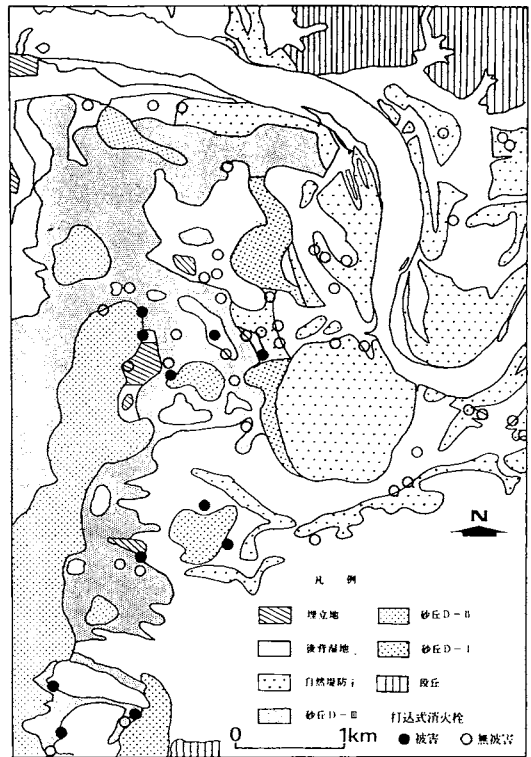 N
凡 例
埋立地
砂丘D-Ⅱ
後背湿地
砂丘D-Ⅰ
自然堤防
段丘
砂丘D-Ⅲ
打込式消火栓
● 被害 ○ 無被害
0 1km